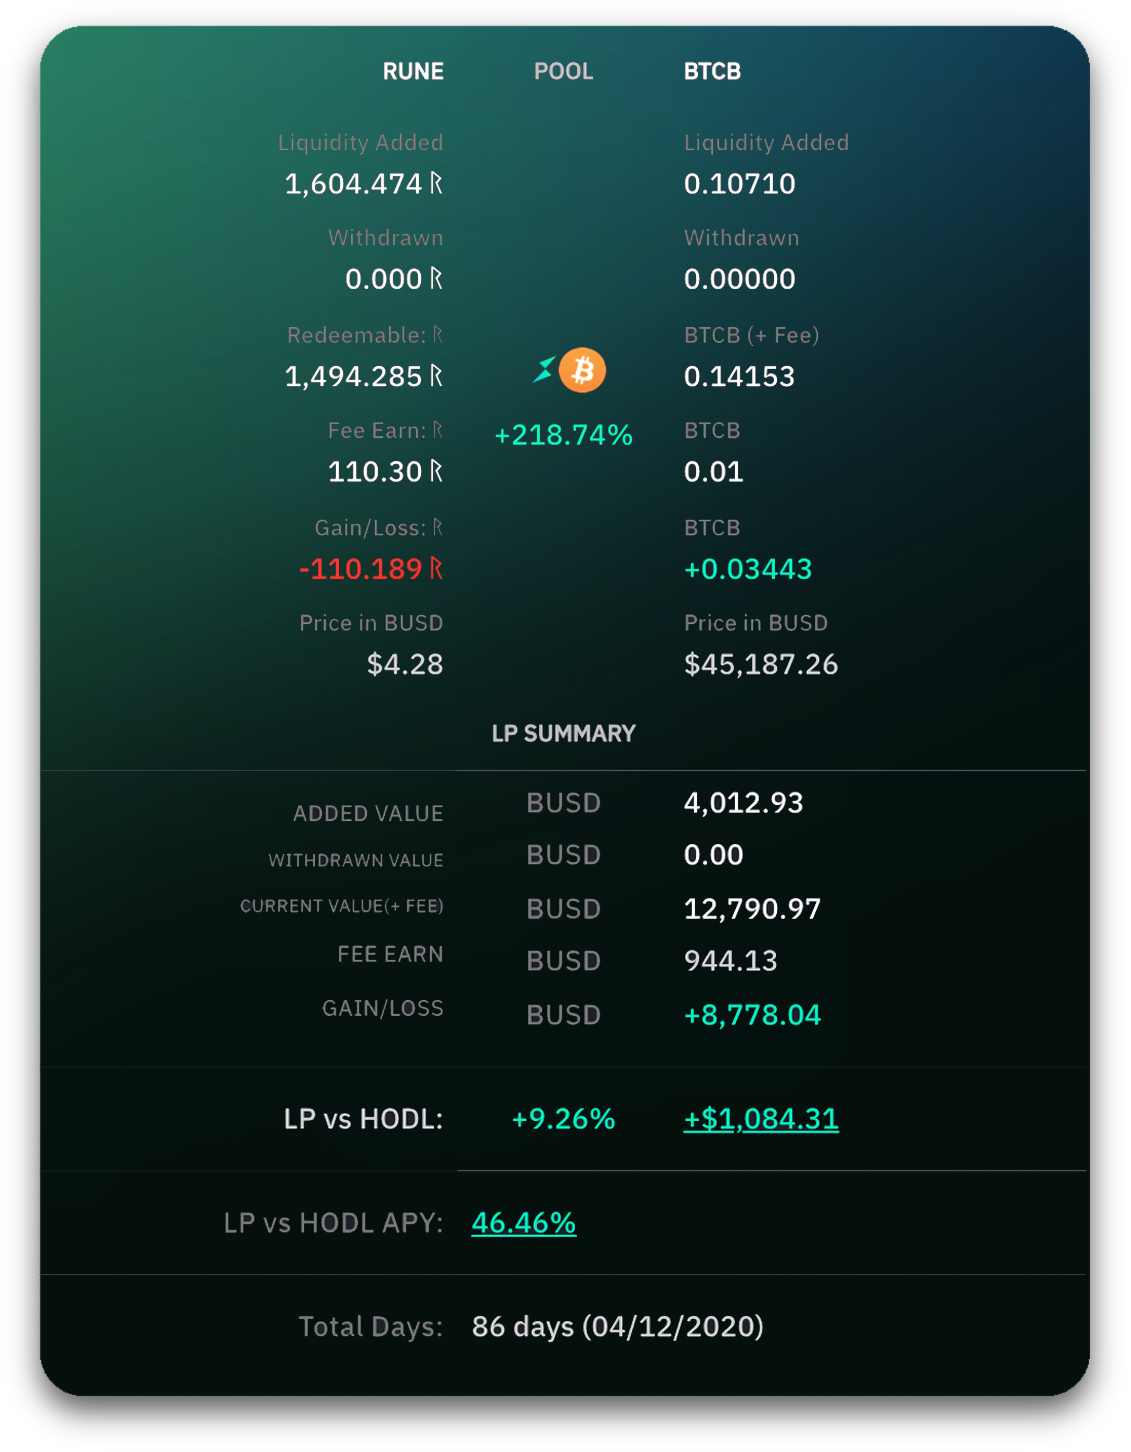 RUNE POOL BTCB
Liquidity Added Liquidity Added
1,604.474 ᚱ 0.10710
Withdrawn Withdrawn
0.000 ᚱ 0.00000
Redeemable: ᚱ BTCB (+ Fee)
1,494.285 ᚱ 0.14153
Fee Earn: ᚱ +218.74% BTCB
110.30 ᚱ 0.01
Gain/Loss: ᚱ BTCB
-110.189 ᚱ +0.03443
Price in BUSD Price in BUSD
$4.28 $45,187.26
LP SUMMARY
ADDED VALUE BUSD 4,012.93
WITHDRAWN VALUE BUSD 0.00
CURRENT VALUE(+ FEE) BUSD 12,790.97
FEE EARN BUSD 944.13
GAIN/LOSS BUSD +8,778.04
LP vs HODL: +9.26% +$1,084.31
LP vs HODL APY: 46.46%
Total Days: 86 days (04/12/2020)